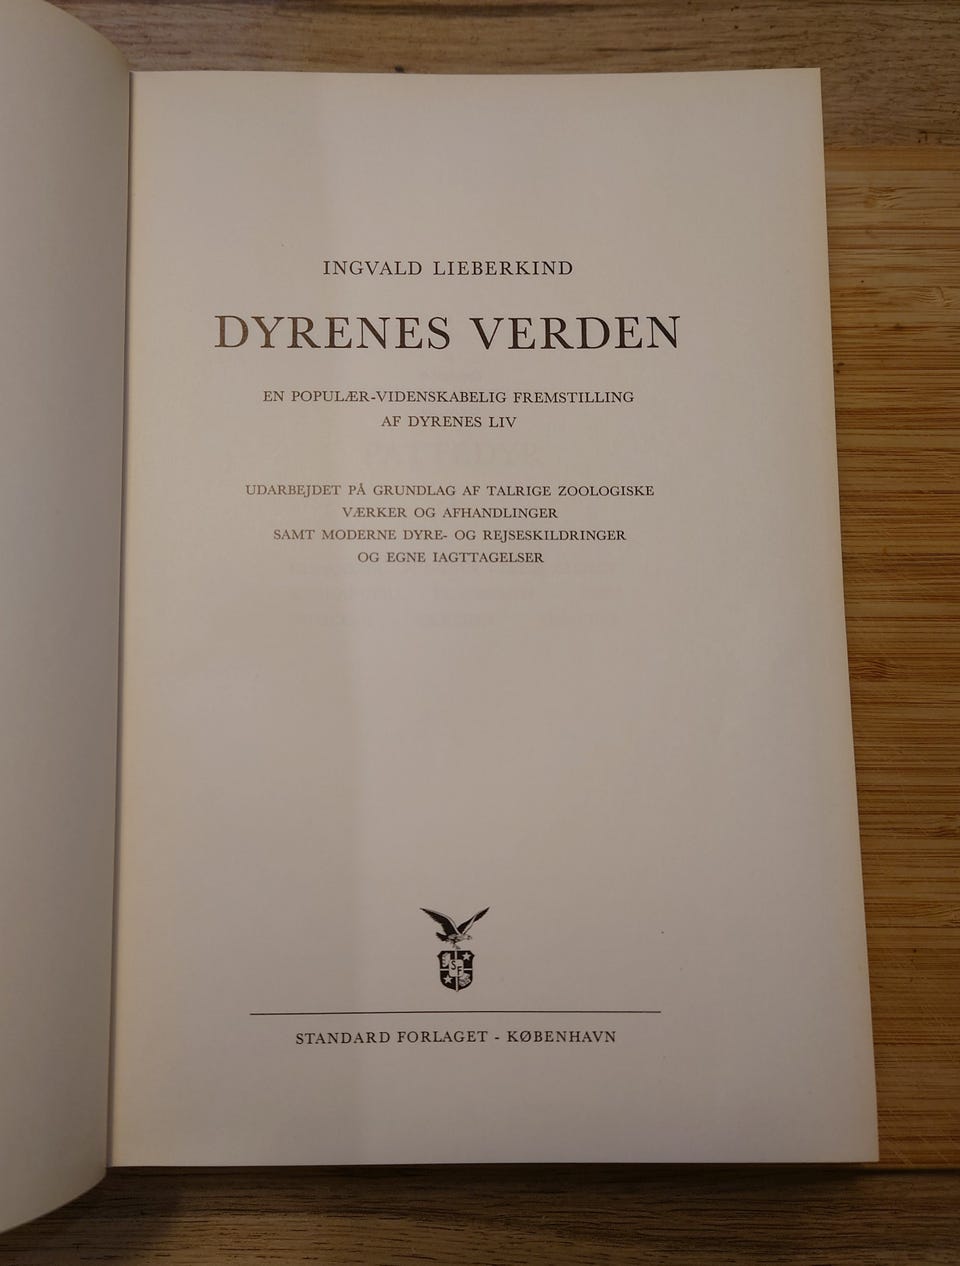 INGVALD LIEBERKIND
DYRENES VERDEN
EN POPULÆR-VIDENSKABELIG FREMSTILLING
AF DYRENES LIV
UDARBEJDET PÅ GRUNDLAG AF TALRIGE ZOOLOGISKE
VÆRKER OG AFHANDLINGER
SAMT MODERNE DYRE- OG REJSESKILDRINGER
OG EGNE IAGTTAGELSER
SF
STANDARD FORLAGET - KØBENHAVN